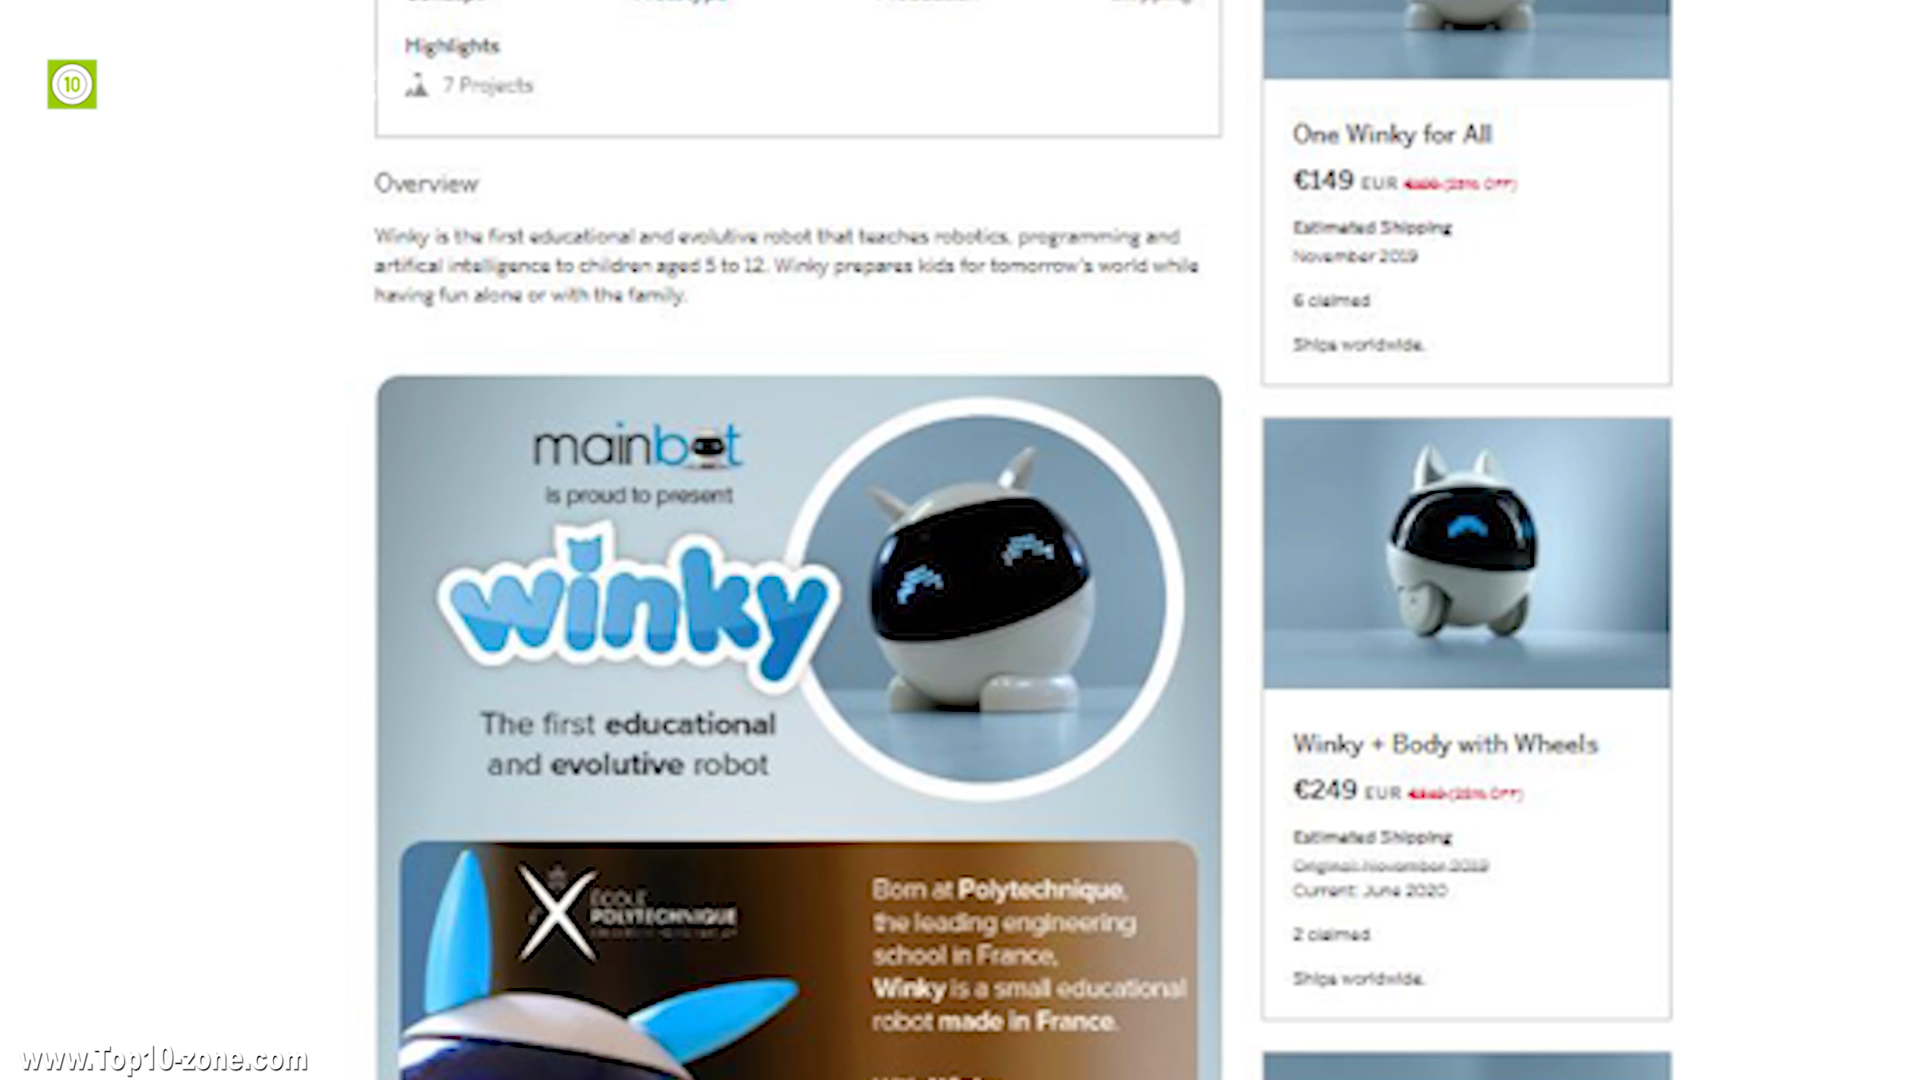 Highlights
7 Projects
Overview
Winky is the first educational and evolutive robot that teaches robotics, programming and
artifical intelligence to children aged 5 to 12. Winky prepares kids for tomorrow's world while
having fun alone or with the family.
mainbot
is proud to present
winky
The first educational
and evolutive robot
ÉCOLE
POLYTECHNIQUE
Born at Polytechnique,
the leading engineering
school in France,
Winky is a small educational
robot made in France.
One Winky for All
€149 EUR
Estimated Shipping
November 2019
6 claimed
Ships worldwide.
Winky + Body with Wheels
€249 EUR
Estimated Shipping
Original: November 2019
Current: June 2020
2 claimed
Ships worldwide.
10
www.Top10-zone.com